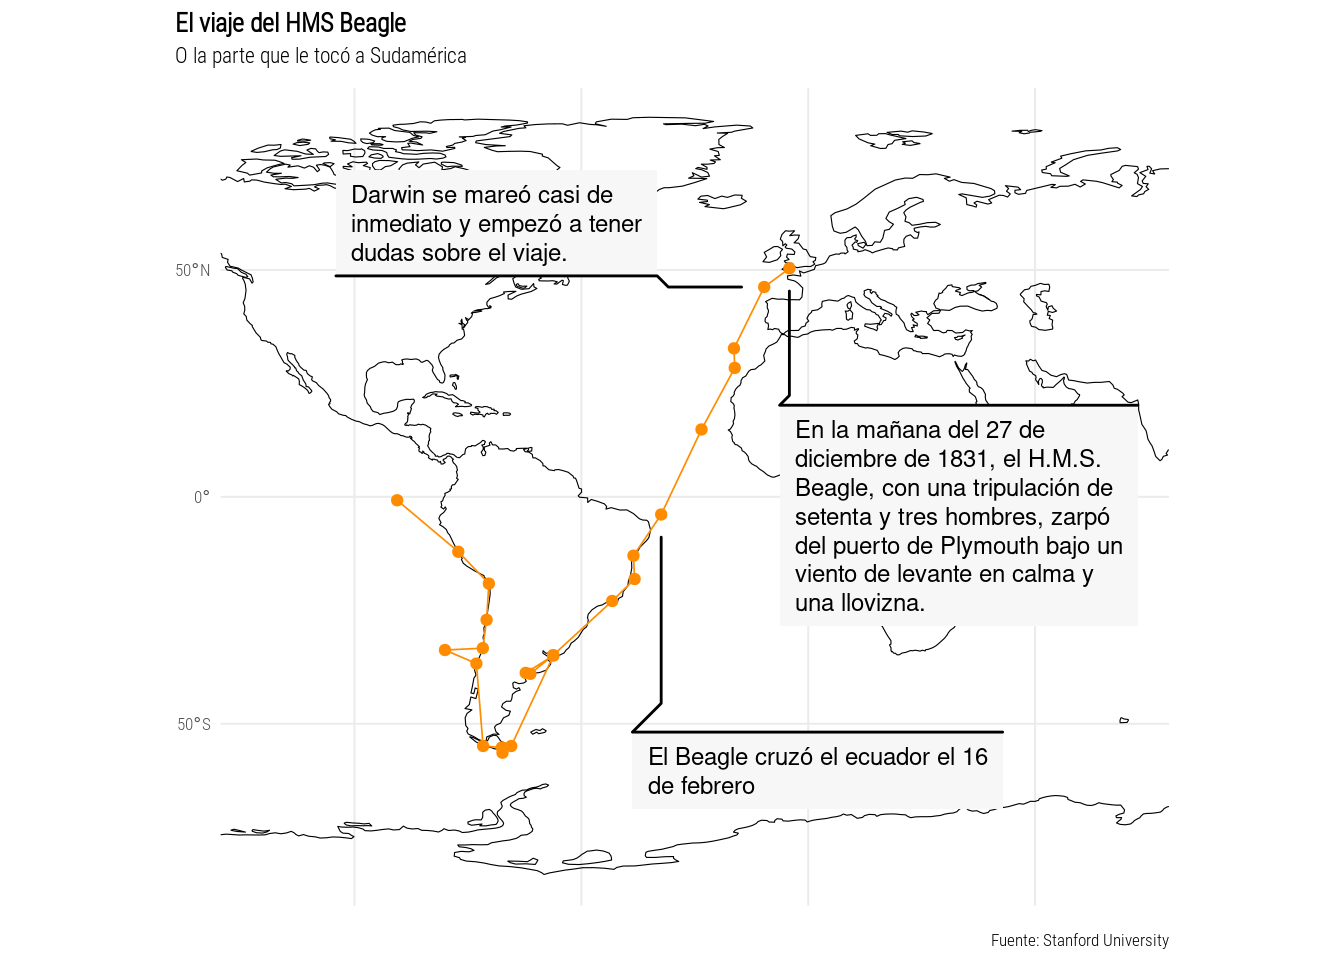 El viaje del HMS Beagle
O la parte que le tocó a Sudamérica
Darwin se mareó casi de
inmediato y empezó a tener
dudas sobre el viaje.
50°N
En la mañana del 27 de
diciembre de 1831, el H.M.S.
Beagle, con una tripulación de
setenta y tres hombres, zarpó
del puerto de Plymouth bajo un
viento de levante en calma y
una llovizna.
0°
50°S
El Beagle cruzó el ecuador el 16
de febrero
Fuente: Stanford University